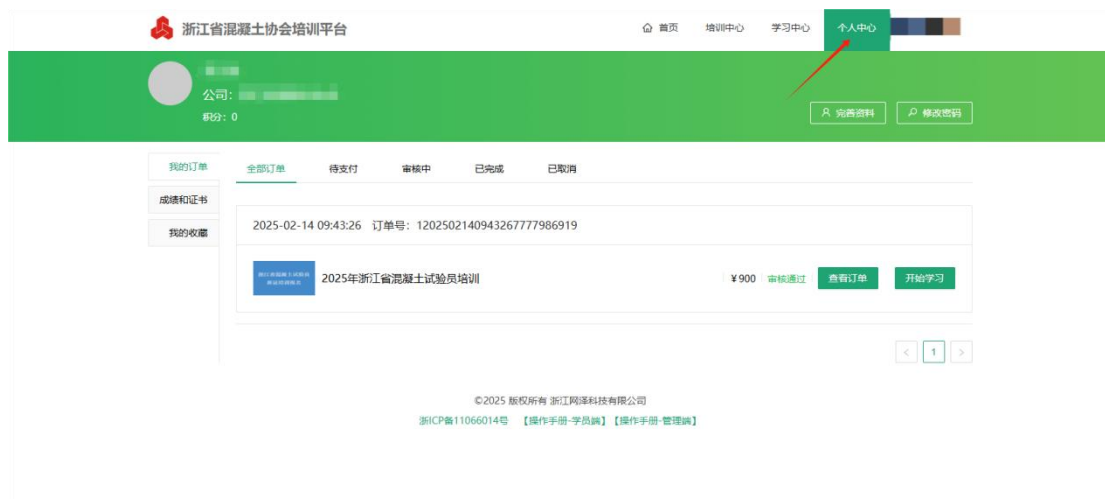 浙江省混凝土协会培训平台
首页 培训中心 学习中心 个人中心
公司:
积分: 0
完善资料 修改密码
我的订单 全部订单 待支付 审核中 已完成 已取消
成绩和证书
我的收藏
2025-02-14 09:43:26 订单号: 1202502140943267777986919
2025年浙江省混凝土试验员培训 ¥900 审核通过 查看订单 开始学习
< 1 >
©2025 版权所有 浙江网泽科技有限公司
浙ICP备11066014号 【操作手册-学员端】【操作手册-管理端】